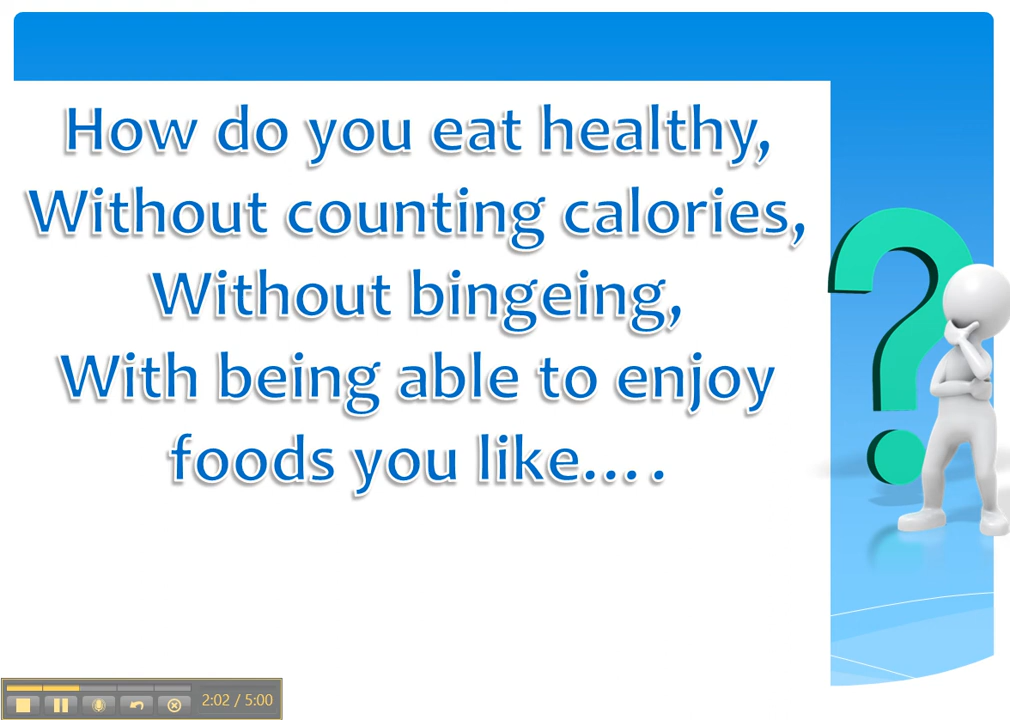 How do you eat healthy,
Without counting calories,
Without bingeing,
With being able to enjoy
foods you like….
2:02 / 5:00